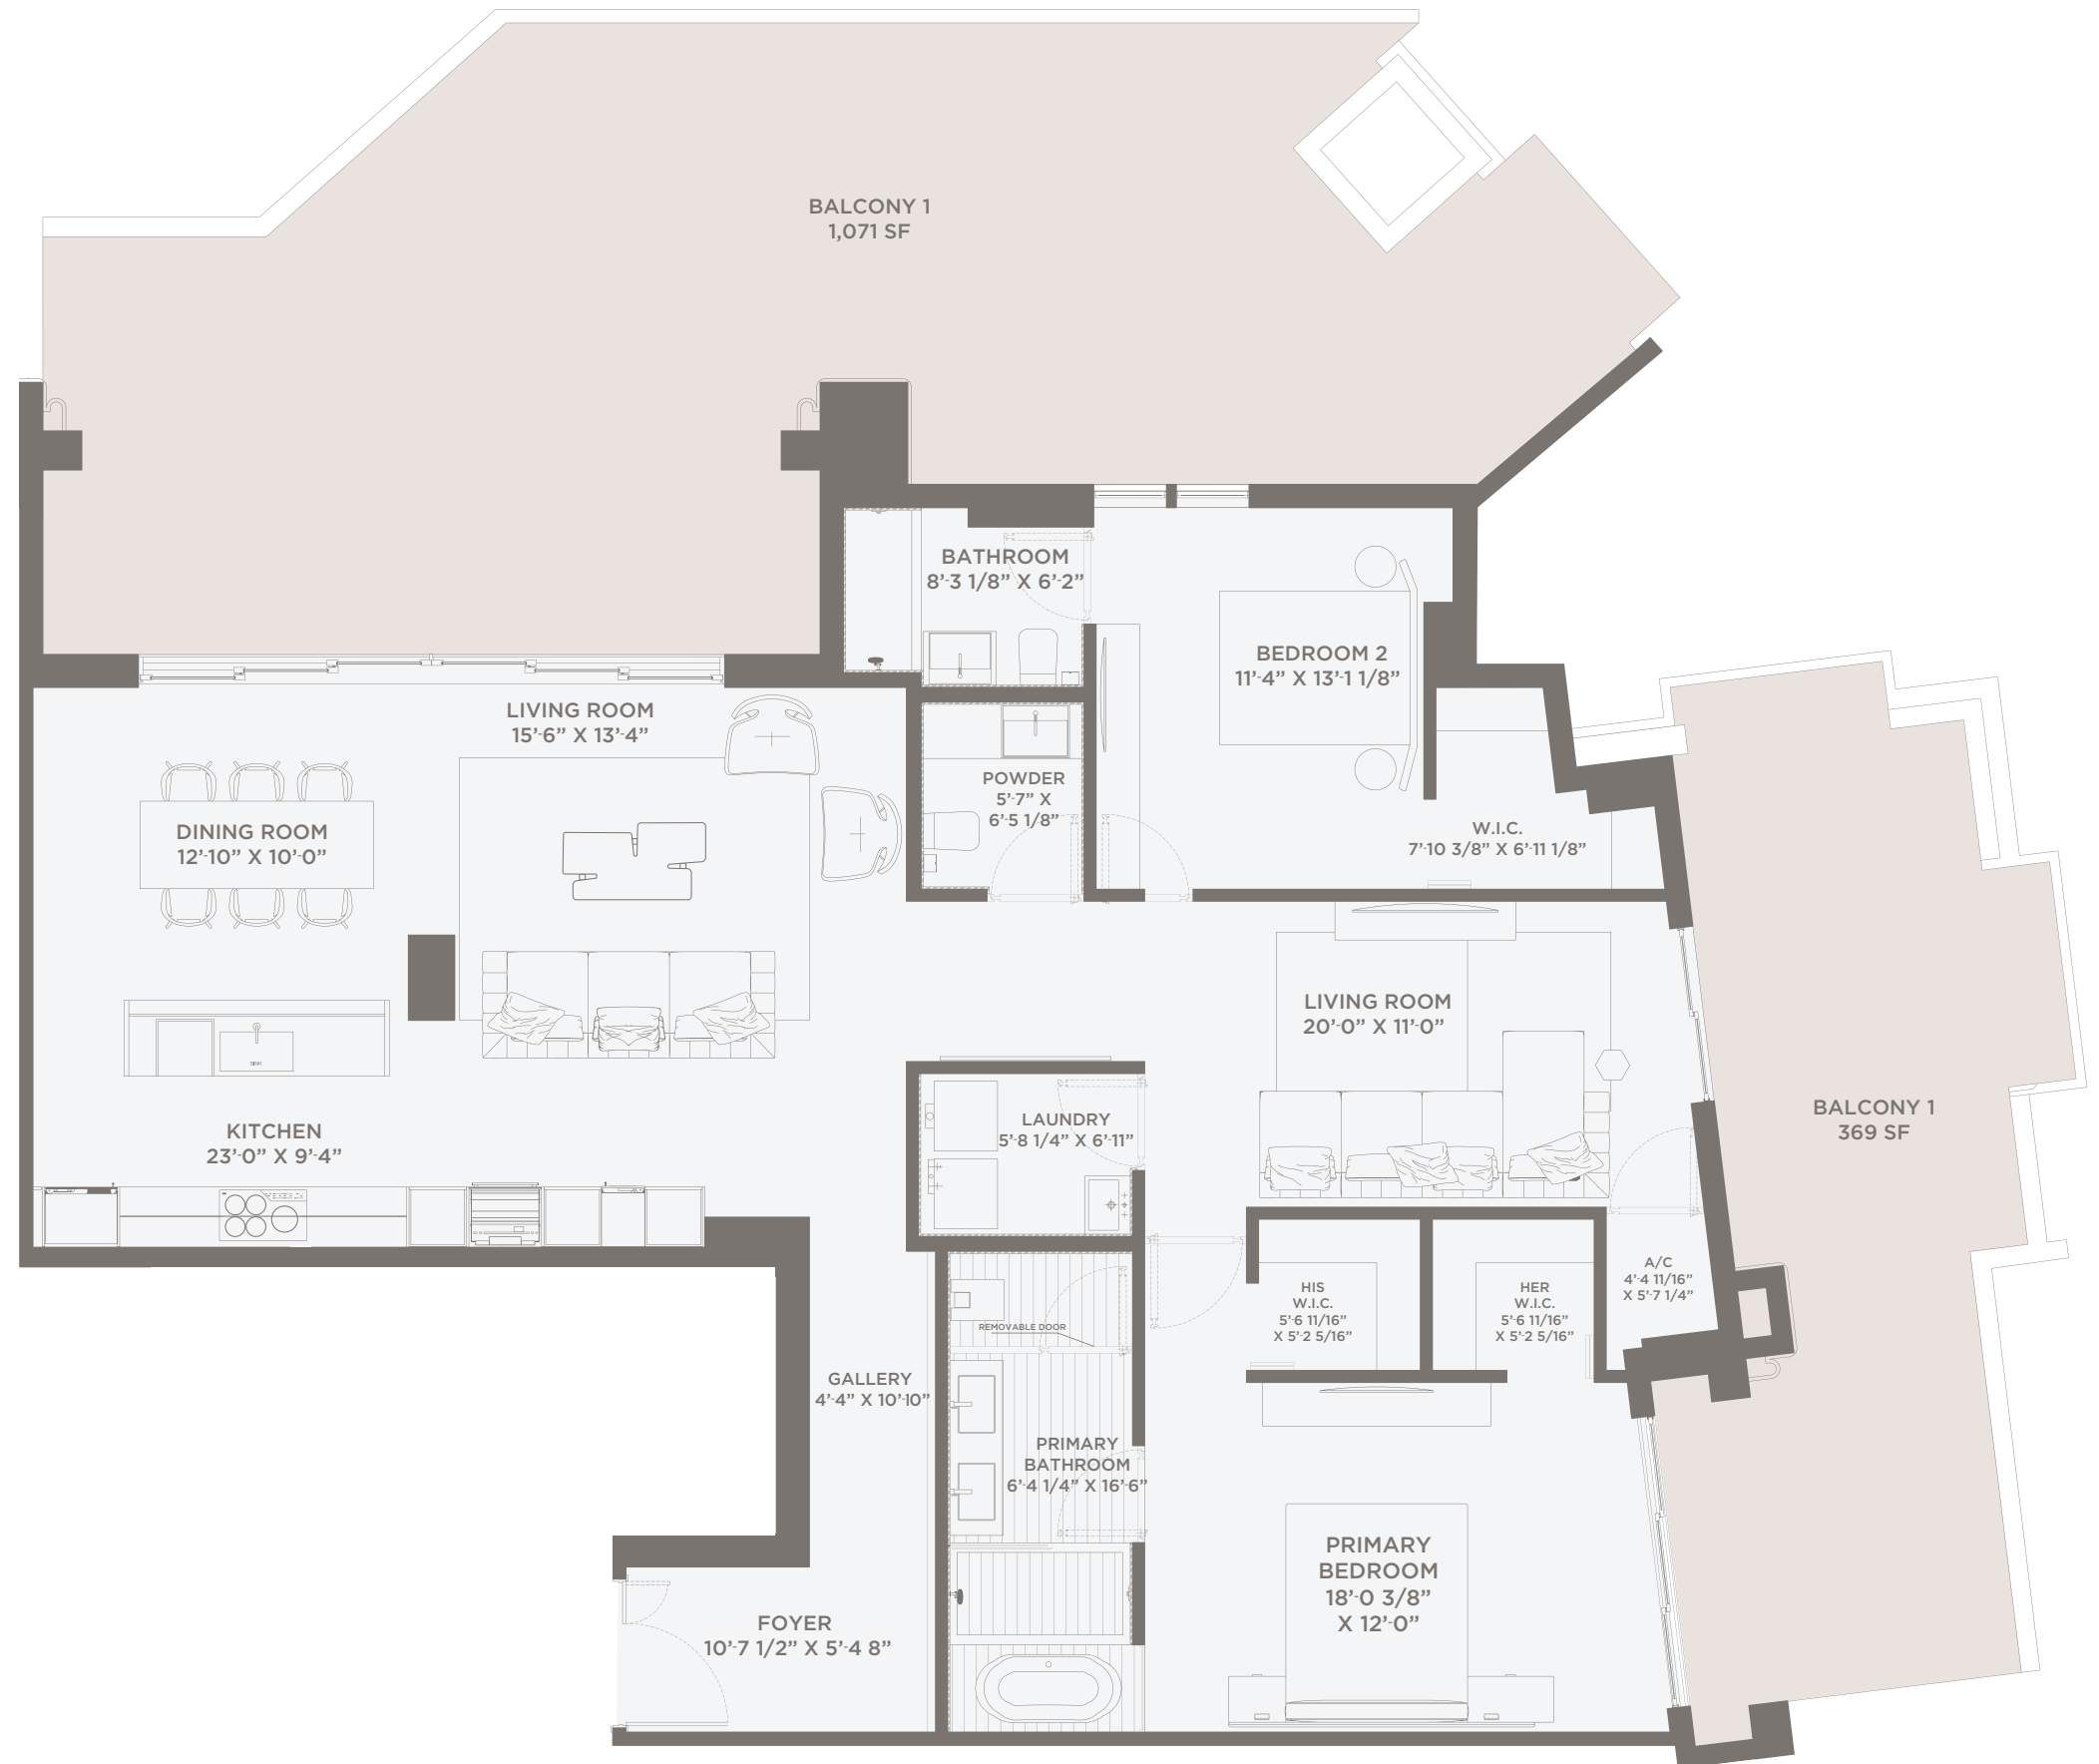 BALCONY 1
1,071 SF
BATHROOM
8'-3 1/8” X 6'-2”
BEDROOM 2
11'-4” X 13'-1 1/8”
LIVING ROOM
15'-6” X 13'-4”
POWDER
5'-7” X
6'-5 1/8”
DINING ROOM
12'-10” X 10'-0”
W.I.C.
7'-10 3/8” X 6'-11 1/8”
LIVING ROOM
20'-0” X 11'-0”
BALCONY 1
369 SF
KITCHEN
23'-0” X 9'-4”
LAUNDRY
5'-8 1/4” X 6'-11”
HIS
W.I.C.
5'-6 11/16”
X 5'-2 5/16”
HER
W.I.C.
5'-6 11/16”
X 5'-2 5/16”
A/C
4'-4 11/16”
X 5'-7 1/4”
REMOVABLE DOOR
GALLERY
4'-4” X 10'-10”
PRIMARY
BATHROOM
6'-4 1/4” X 16'-6”
PRIMARY
BEDROOM
18'-0 3/8”
X 12'-0”
FOYER
10'-7 1/2” X 5'-4 8”